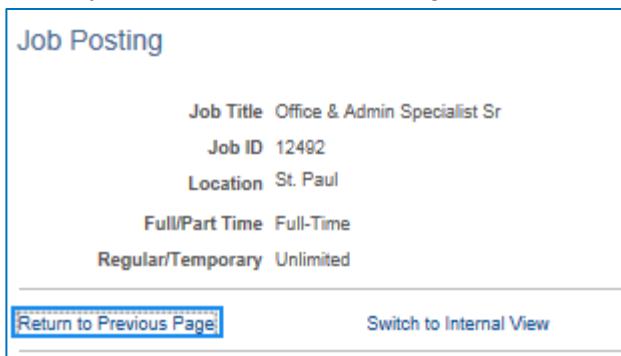 Job Posting
Job Title Office & Admin Specialist Sr
Job ID 12492
Location St. Paul
Full/Part Time Full-Time
Regular/Temporary Unlimited
Return to Previous Page Switch to Internal View